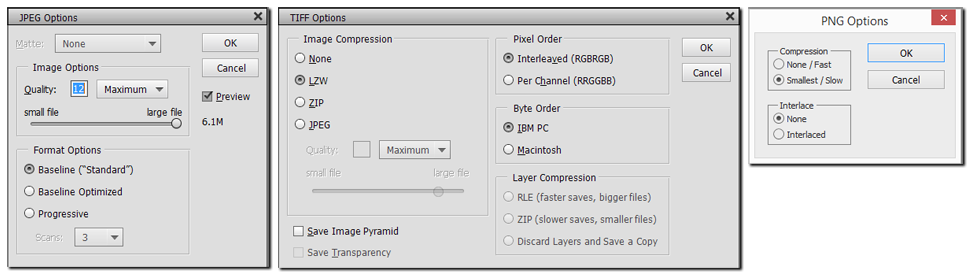 JPEG Options
Matte: None
OK
Cancel
Image Options
Quality: 12 Maximum
small file large file
Preview
6.1M
Format Options
Baseline ("Standard")
Baseline Optimized
Progressive
Scans: 3
TIFF Options
Image Compression
None
LZW
ZIP
JPEG
Quality: Maximum
small file large file
Save Image Pyramid
Save Transparency
Pixel Order
Interleaved (RGBRGB)
Per Channel (RRGGBB)
Byte Order
IBM PC
Macintosh
Layer Compression
RLE (faster saves, bigger files)
ZIP (slower saves, smaller files)
Discard Layers and Save a Copy
OK
Cancel
PNG Options
Compression
None / Fast
Smallest / Slow
Interlace
None
Interlaced
OK
Cancel